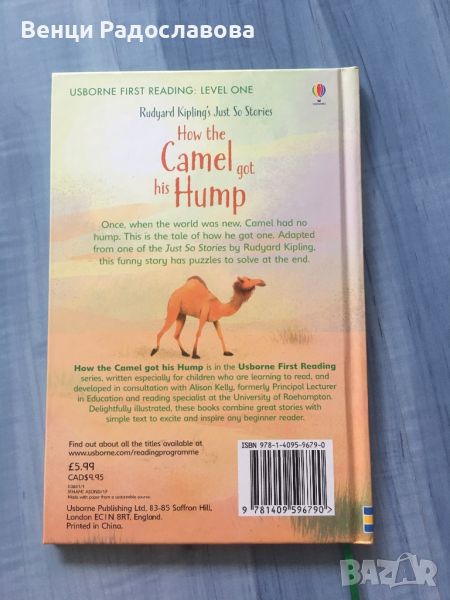 Венци Радославова
USBORNE FIRST READING: LEVEL ONE
Rudyard Kipling's Just So Stories
How the
Camel got
his Hump
Once, when the world was new, Camel had no
hump. This is the tale of how he got one. Adapted
from one of the Just So Stories by Rudyard Kipling,
this funny story has puzzles to solve at the end.
How the Camel got his Hump is in the Usborne First Reading
series, written especially for children who are learning to read, and
developed in consultation with Alison Kelly, formerly Principal Lecturer
in Education and reading specialist at the University of Roehampton.
Delightfully illustrated, these books combine great stories with
simple text to excite and inspire any beginner reader.
Find out about all the titles available at
www.usborne.com/readingprogramme
£5.99
CAD$9.95
Made with paper from a sustainable source.
Usborne Publishing Ltd, 83-85 Saffron Hill,
London EC1N 8RT, England.
Printed in China.
ISBN 978-1-4095-9679-0
9 781409 596790
BAZAR